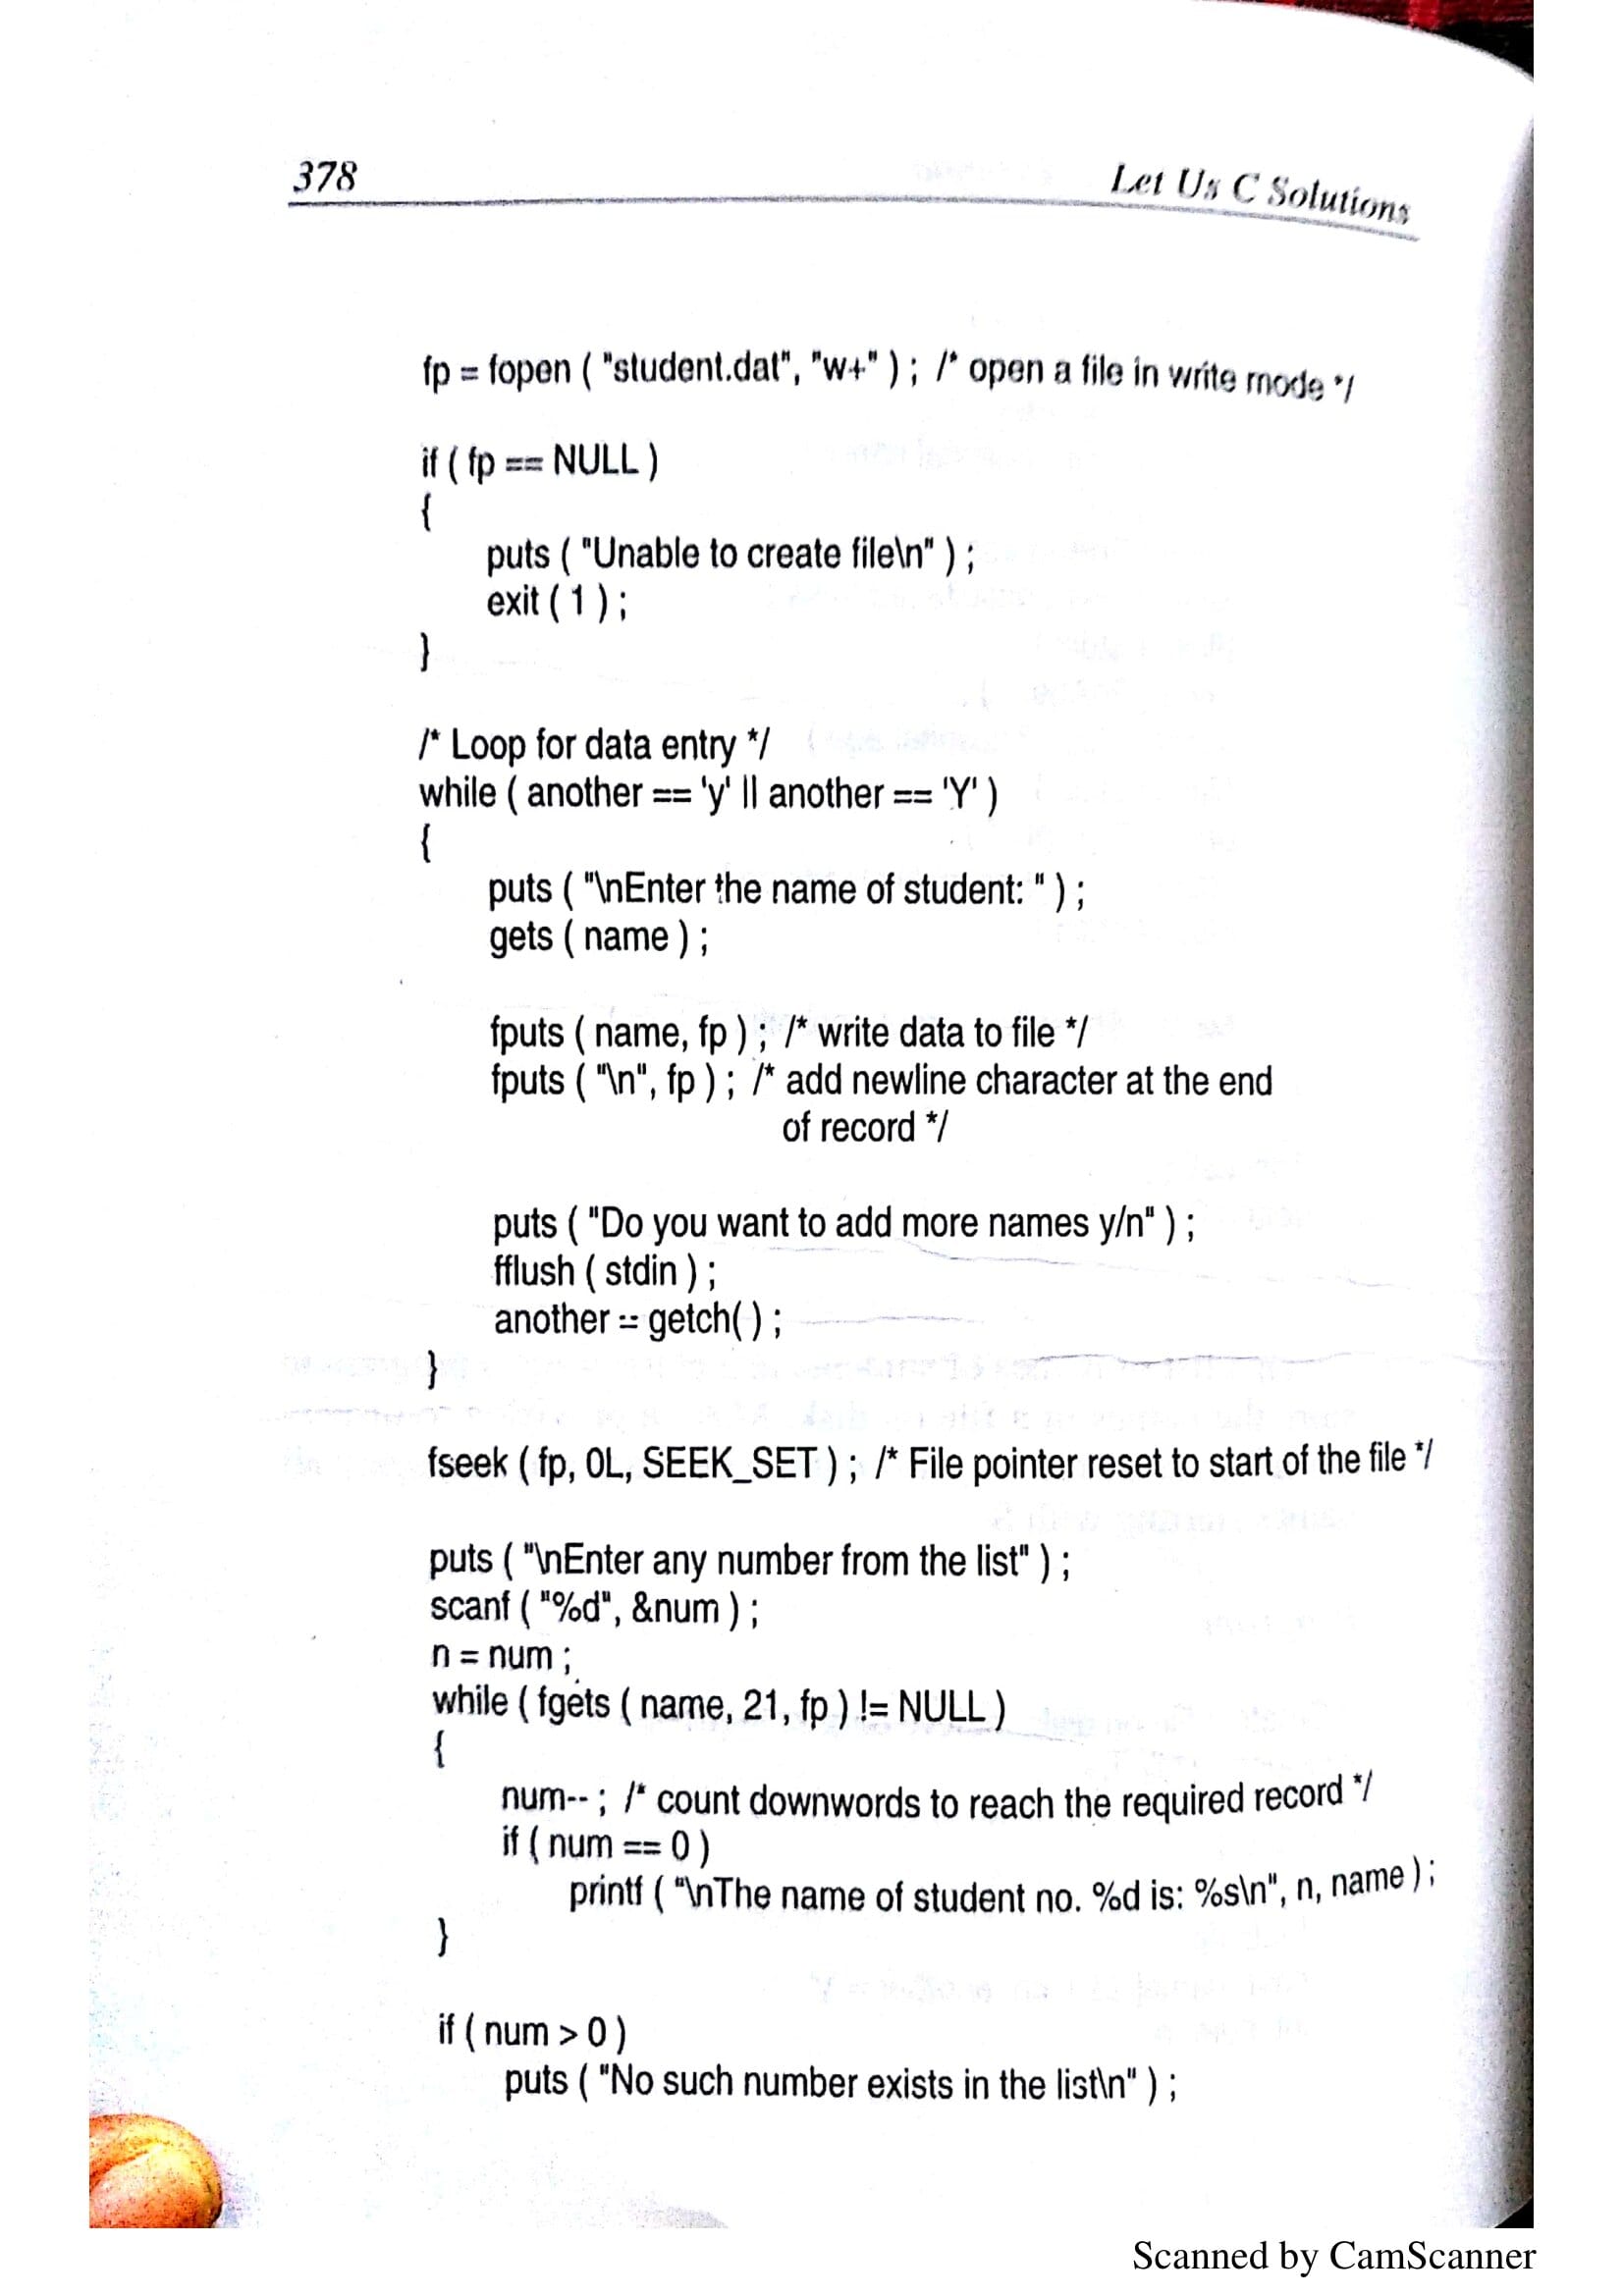 378 Let Us C Solutions
fp = fopen ( "student.dat", "w+" ) ; /* open a file in write mode */
if ( fp == NULL )
{
puts ( "Unable to create file\n" ) ;
exit ( 1 ) ;
}
/* Loop for data entry */
while ( another == 'y' || another == 'Y' )
{
puts ( "\nEnter the name of student: " ) ;
gets ( name ) ;
fputs ( name, fp ) ; /* write data to file */
fputs ( "\n", fp ) ; /* add newline character at the end
of record */
puts ( "Do you want to add more names y/n" ) ;
fflush ( stdin ) ;
another = getch( ) ;
}
fseek ( fp, 0L, SEEK_SET ) ; /* File pointer reset to start of the file */
puts ( "\nEnter any number from the list" ) ;
scanf ( "%d", &num ) ;
n = num ;
while ( fgets ( name, 21, fp ) != NULL )
{
num-- ; /* count downwords to reach the required record */
if ( num == 0 )
printf ( "\nThe name of student no. %d is: %s\n", n, name ) ;
}
if ( num > 0 )
puts ( "No such number exists in the list\n" ) ;
Scanned by CamScanner